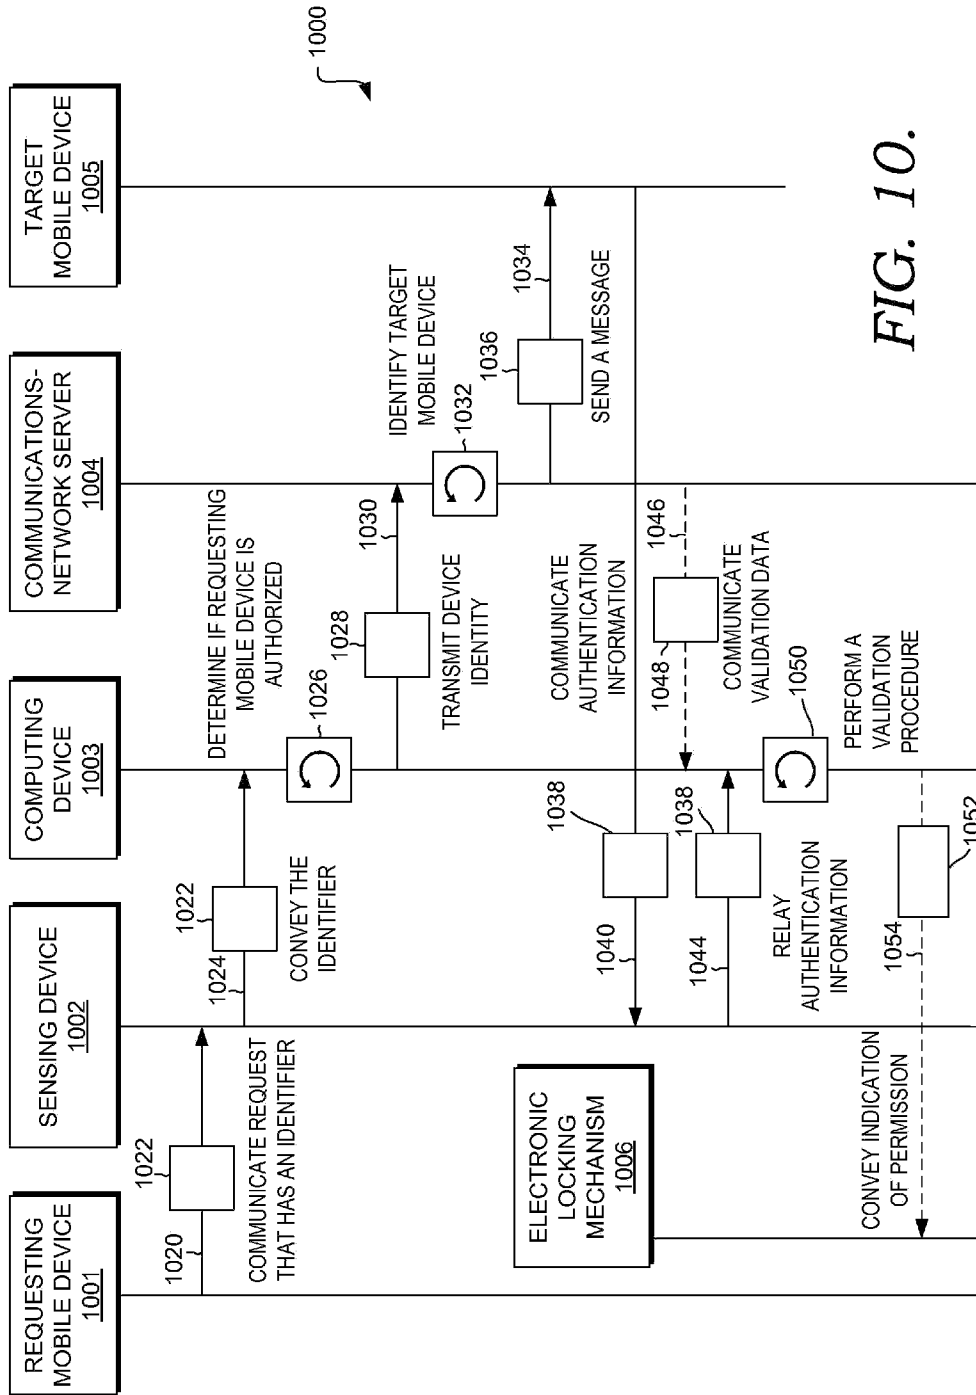 REQUESTING
MOBILE DEVICE
1001
SENSING DEVICE
1002
COMPUTING
DEVICE
1003
COMMUNICATIONS-
NETWORK SERVER
1004
TARGET
MOBILE DEVICE
1005
1000
1022
1020
COMMUNICATE REQUEST
THAT HAS AN IDENTIFIER
1022
1024
CONVEY THE
IDENTIFIER
DETERMINE IF REQUESTING
MOBILE DEVICE IS
AUTHORIZED
1026
1028
1030
TRANSMIT DEVICE
IDENTITY
IDENTIFY TARGET
MOBILE DEVICE
1032
1036
1034
SEND A MESSAGE
COMMUNICATE
AUTHENTICATION
INFORMATION
1038
1040
1046
1048
COMMUNICATE
VALIDATION DATA
1038
1044
RELAY
AUTHENTICATION
INFORMATION
1050
PERFORM A
VALIDATION
PROCEDURE
ELECTRONIC
LOCKING
MECHANISM
1006
1052
1054
CONVEY INDICATION
OF PERMISSION
FIG. 10.